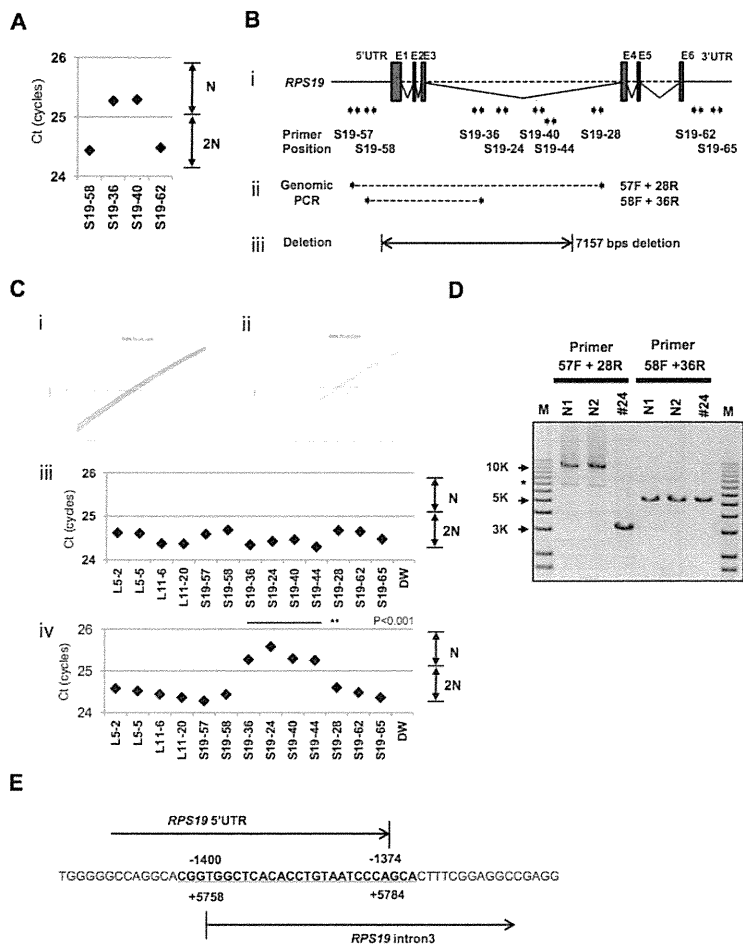 A
26
25
24
Ct (cycles)
N
2N
S19-58
S19-36
S19-40
S19-62
B
i
5'UTR
E1
E2
E3
E4
E5
E6
3'UTR
RPS19
Primer
Position
S19-57
S19-58
S19-36
S19-24
S19-40
S19-44
S19-28
S19-62
S19-65
ii
Genomic
PCR
57F + 28R
58F + 36R
iii
Deletion
7157 bps deletion
C
i
ii
iii
26
25
24
Ct (cycles)
N
2N
L5-2
L5-5
L11-6
L11-20
S19-57
S19-58
S19-36
S19-24
S19-40
S19-44
S19-28
S19-62
S19-65
DW
iv
**
P<0.001
26
25
24
Ct (cycles)
N
2N
L5-2
L5-5
L11-6
L11-20
S19-57
S19-58
S19-36
S19-24
S19-40
S19-44
S19-28
S19-62
S19-65
DW
D
Primer
57F + 28R
Primer
58F +36R
M
N1
N2
#24
N1
N2
#24
M
10K
*
5K
3K
E
RPS19 5'UTR
-1400
-1374
TGGGGGCCAGGCACGGTGGCTCACACCTGTAATCCCAGCACTTTCGGAGGCCGAGG
+5758
+5784
RPS19 intron3